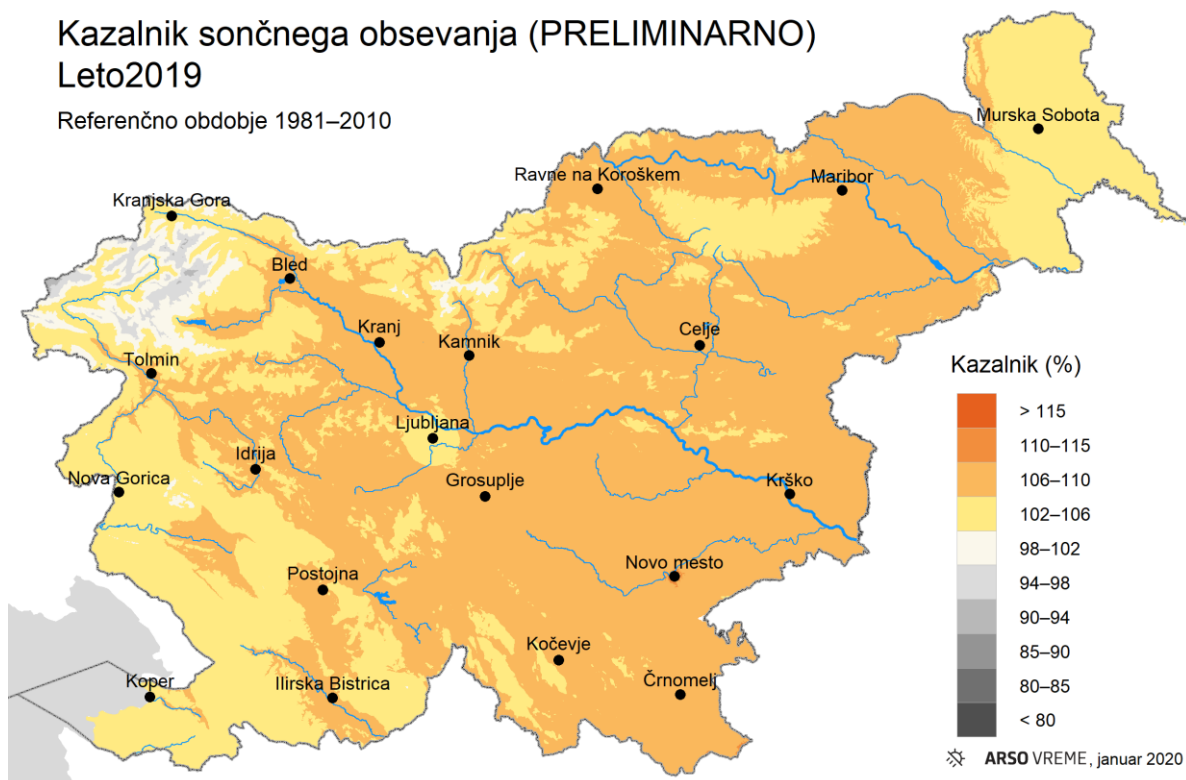 Kazalnik sončnega obsevanja (PRELIMINARNO)
Leto2019
Referenčno obdobje 1981–2010
Murska Sobota
Ravne na Koroškem
Maribor
Kranjska Gora
Bled
Kranj
Kamnik
Celje
Tolmin
Ljubljana
Idrija
Nova Gorica
Grosuplje
Krško
Postojna
Novo mesto
Kočevje
Koper
Ilirska Bistrica
Črnomelj
Kazalnik (%)
> 115
110–115
106–110
102–106
98–102
94–98
90–94
85–90
80–85
< 80
ARSO VREME, januar 2020